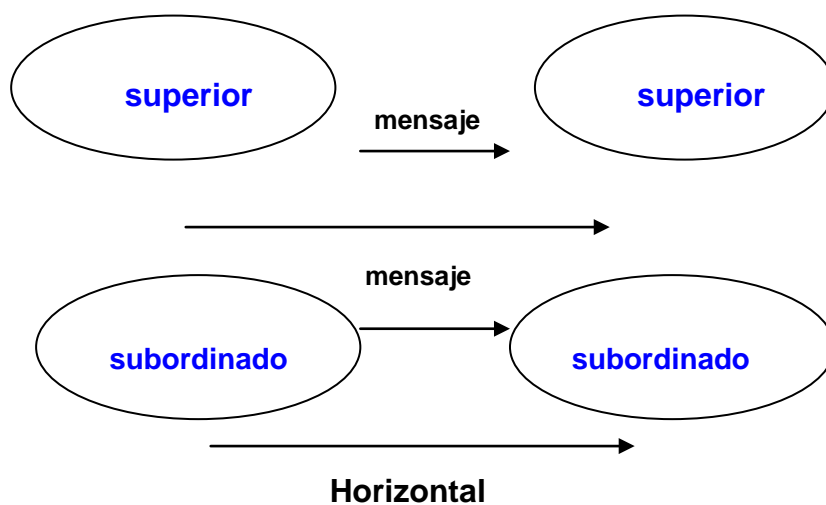 superior
superior
mensaje
mensaje
subordinado
subordinado
Horizontal